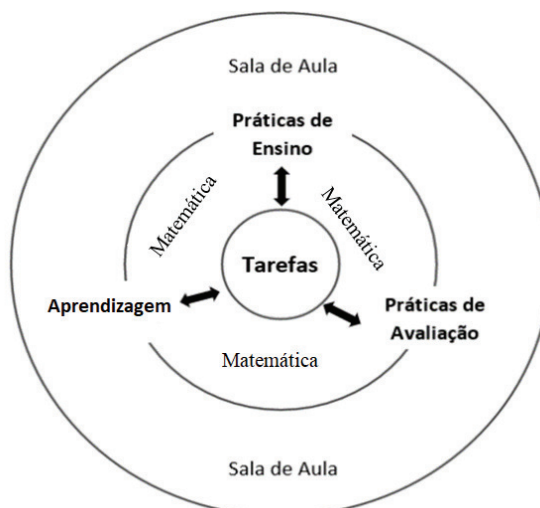 Sala de Aula
Práticas de
Ensino
Matemática
Matemática
Tarefas
Aprendizagem
Práticas de
Avaliação
Matemática
Sala de Aula